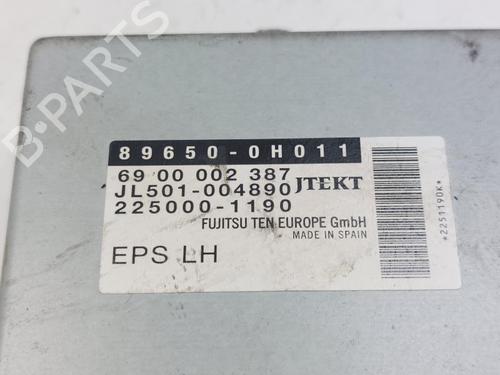 B-PARTS
89650-0H011
69 00 002 387
JL501-004890 JTEKT
225000-1190
FUJITSU TEN EUROPE GmbH
MADE IN SPAIN
EPS LH
*2251190K*